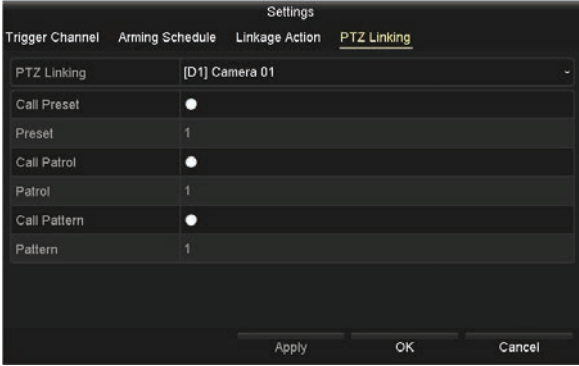 Settings
Trigger Channel Arming Schedule Linkage Action PTZ Linking
PTZ Linking [D1] Camera 01
Call Preset
Preset 1
Call Patrol
Patrol 1
Call Pattern
Pattern 1
Apply OK Cancel